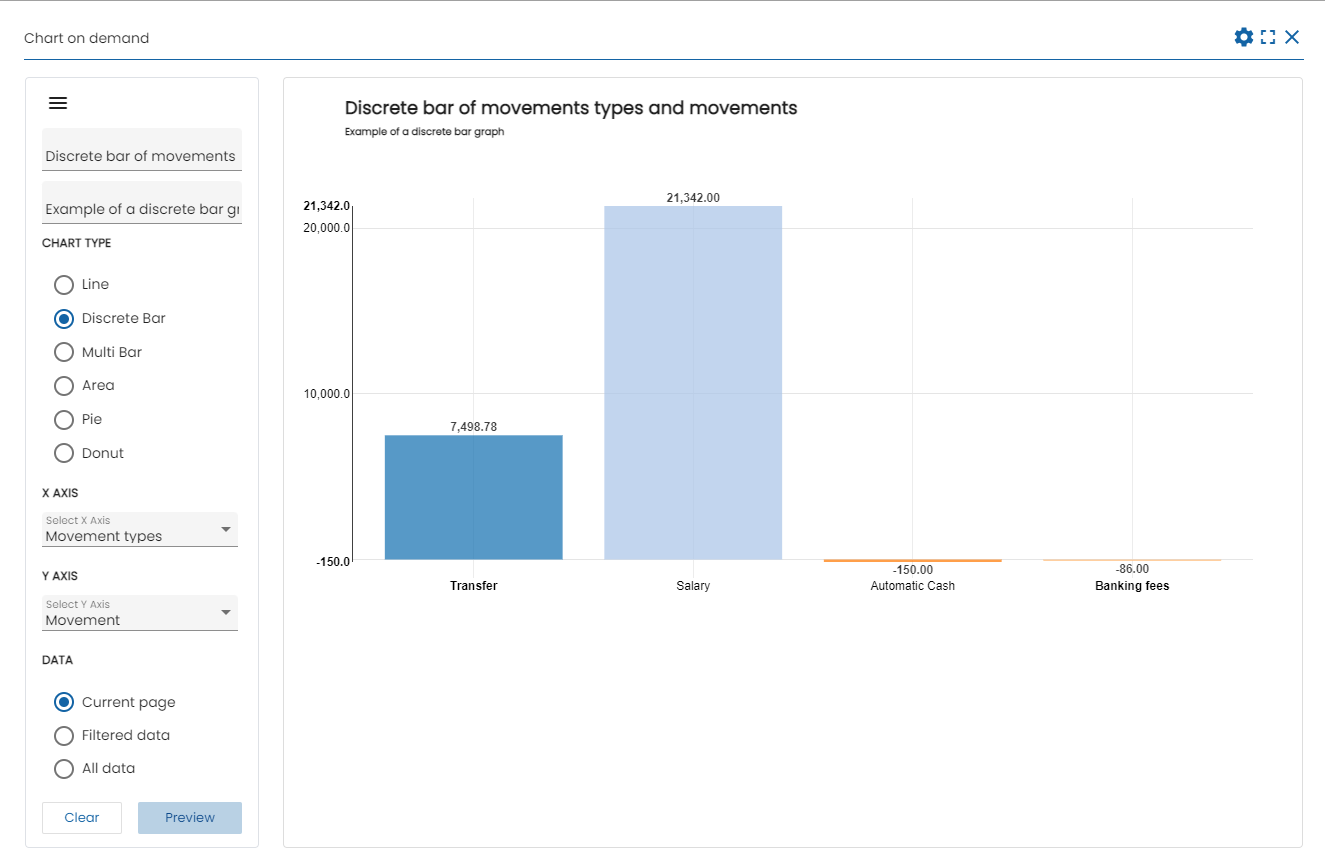 Chart on demand
Discrete bar of movements
Example of a discrete bar
CHART TYPE
Line
Discrete Bar
Multi Bar
Area
Pie
Donut
X AXIS
Select X Axis
Movement types
Y AXIS
Select Y Axis
Movement
DATA
Current page
Filtered data
All data
Clear
Preview
Discrete bar of movements types and movements
Example of a discrete bar graph
21,342.00
21,342.0
20,000.0
10,000.0
7,498.78
-150.0
-150.00
-86.00
Transfer
Salary
Automatic Cash
Banking fees